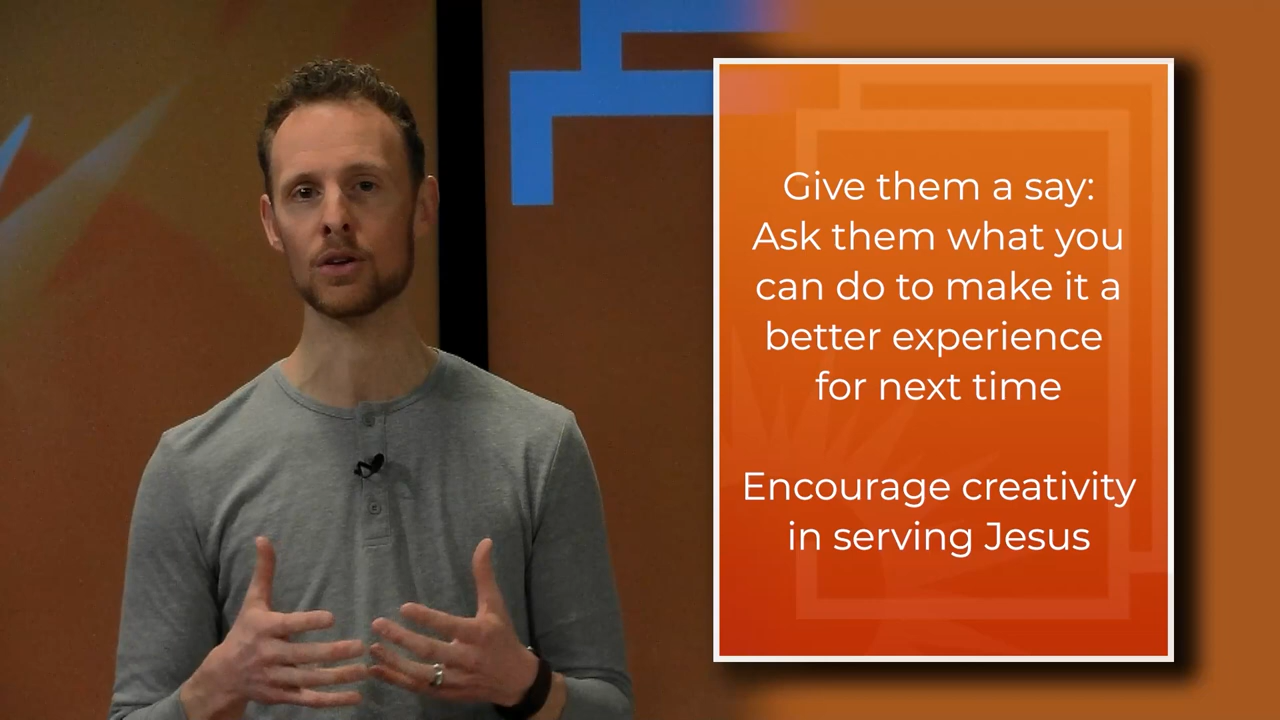 Give them a say:
Ask them what you
can do to make it a
better experience
for next time
Encourage creativity
in serving Jesus